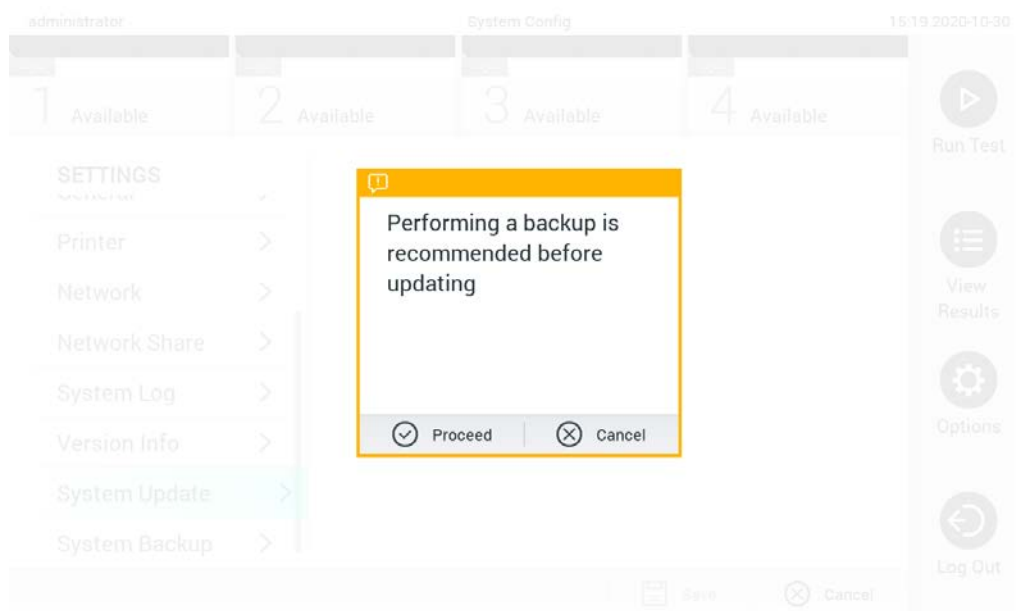 administrator
System Config
15:19 2020-10-30
1 Available
2 Available
3 Available
4 Available
Run Test
SETTINGS
General
Printer
Network
Network Share
System Log
Version Info
System Update
System Backup
Performing a backup is
recommended before
updating
Proceed
Cancel
View
Results
Options
Log Out
Save
Cancel